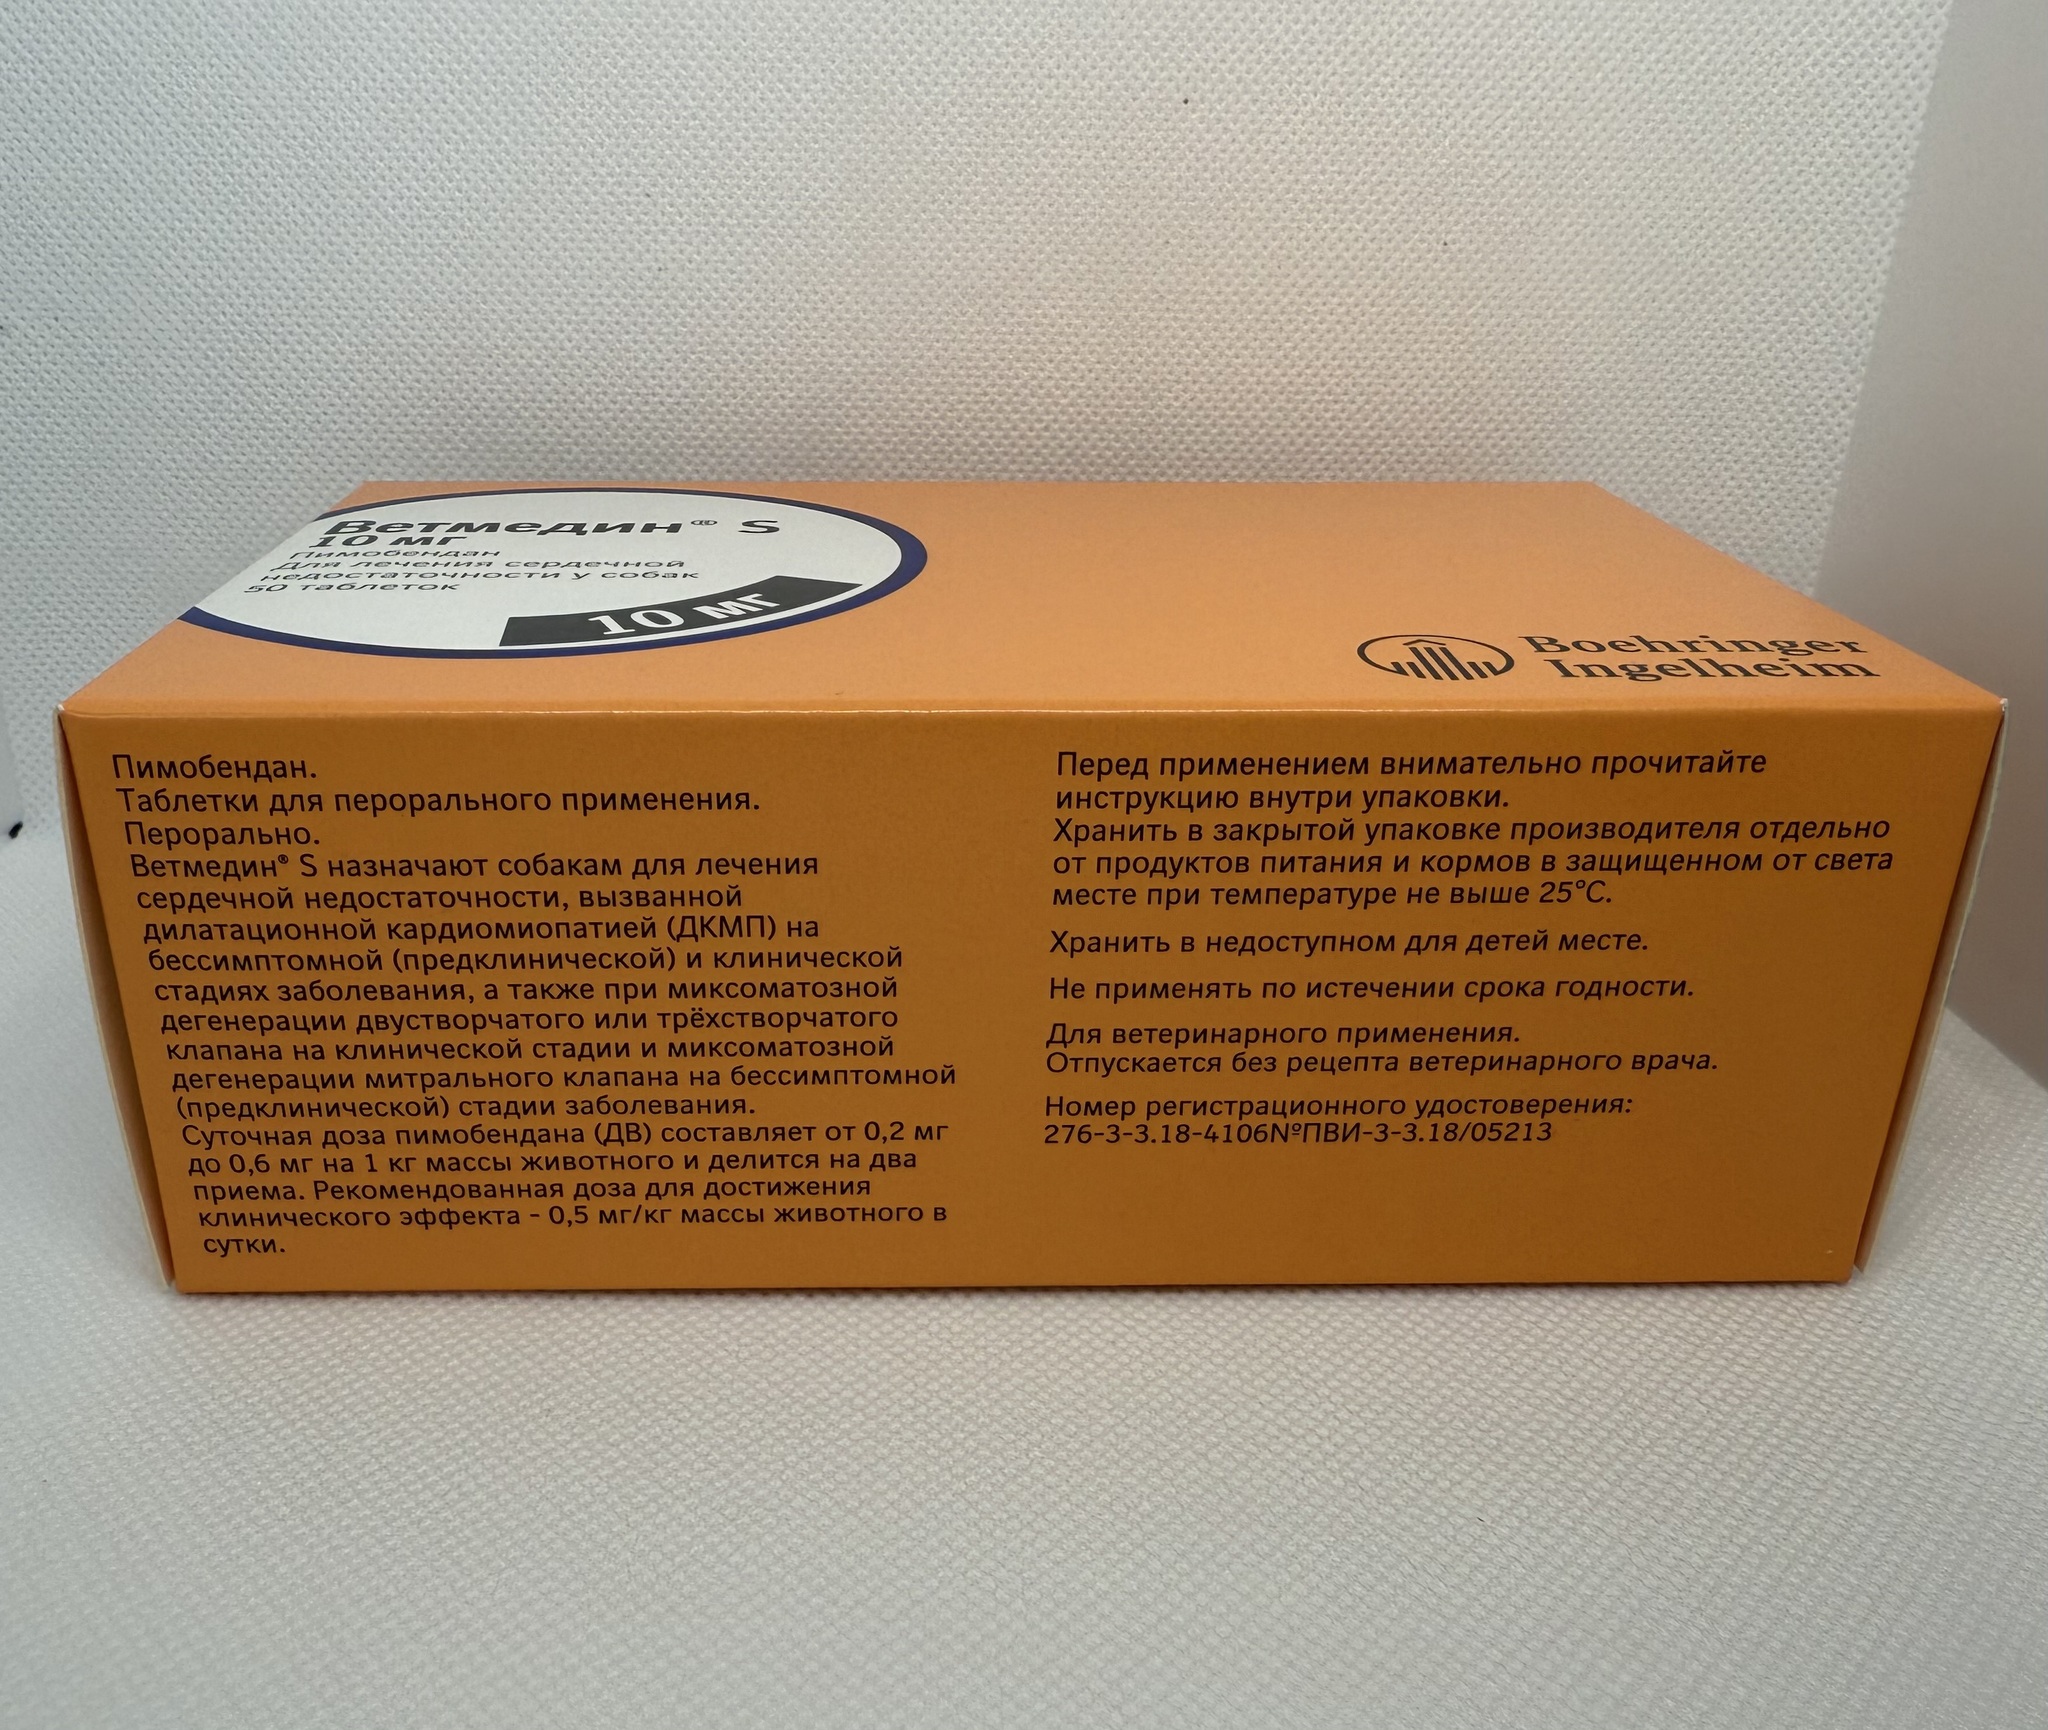 Ветмедин® S
10 мг
Пимобендан
Для лечения сердечной
недостаточности у собак
50 таблеток
10 мг
Boehringer
Ingelheim
Пимобендан.
Таблетки для перорального применения.
Перорально.
Ветмедин® S назначают собакам для лечения
сердечной недостаточности, вызванной
дилатационной кардиомиопатией (ДКМП) на
бессимптомной (предклинической) и клинической
стадиях заболевания, а также при миксоматозной
дегенерации двустворчатого или трёхстворчатого
клапана на клинической стадии и миксоматозной
дегенерации митрального клапана на бессимптомной
(предклинической) стадии заболевания.
Суточная доза пимобендана (ДВ) составляет от 0,2 мг
до 0,6 мг на 1 кг массы животного и делится на два
приема. Рекомендованная доза для достижения
клинического эффекта - 0,5 мг/кг массы животного в
сутки.
Перед применением внимательно прочитайте
инструкцию внутри упаковки.
Хранить в закрытой упаковке производителя отдельно
от продуктов питания и кормов в защищенном от света
месте при температуре не выше 25°C.
Хранить в недоступном для детей месте.
Не применять по истечении срока годности.
Для ветеринарного применения.
Отпускается без рецепта ветеринарного врача.
Номер регистрационного удостоверения:
276-3-3.18-4106№ПВИ-3-3.18/05213